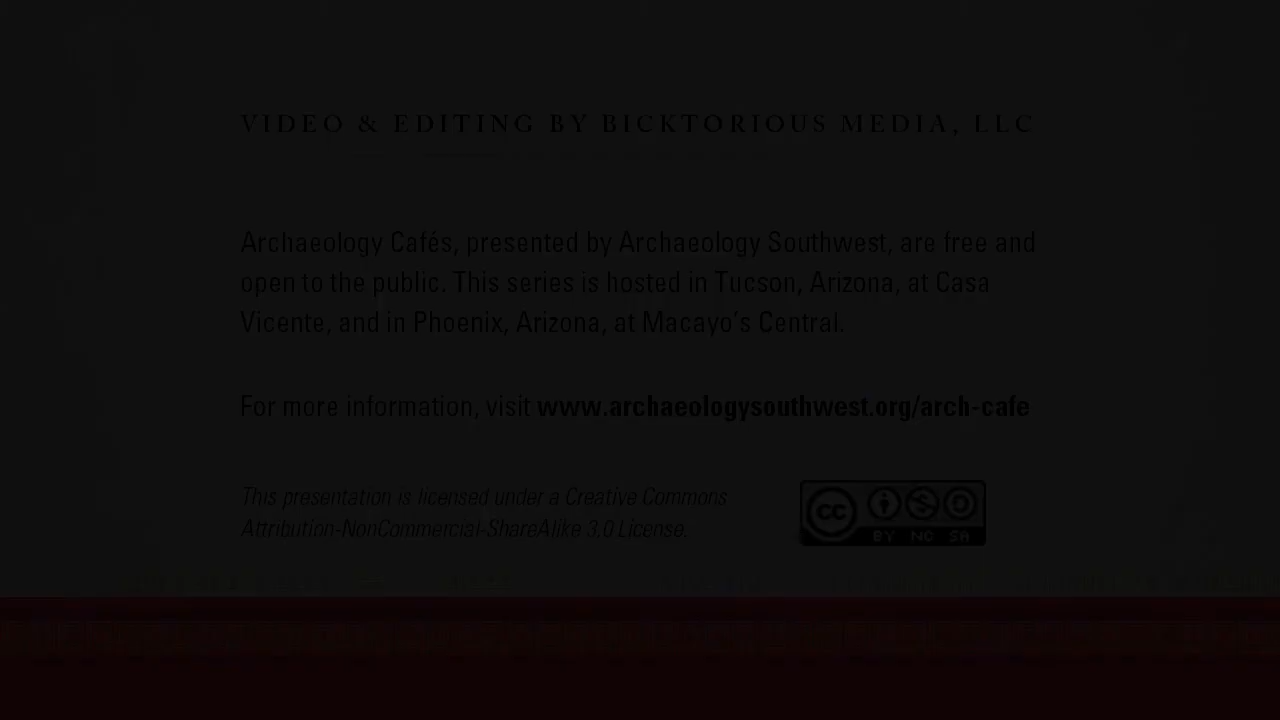 VIDEO & EDITING BY BICKTORIOUS MEDIA, LLC
Archaeology Cafés, presented by Archaeology Southwest, are free and
open to the public. This series is hosted in Tucson, Arizona, at Casa
Vicente, and in Phoenix, Arizona, at Macayo’s Central.
For more information, visit www.archaeologysouthwest.org/arch-cafe
This presentation is licensed under a Creative Commons
Attribution-NonCommercial-ShareAlike 3.0 License.
cc
BY NC SA